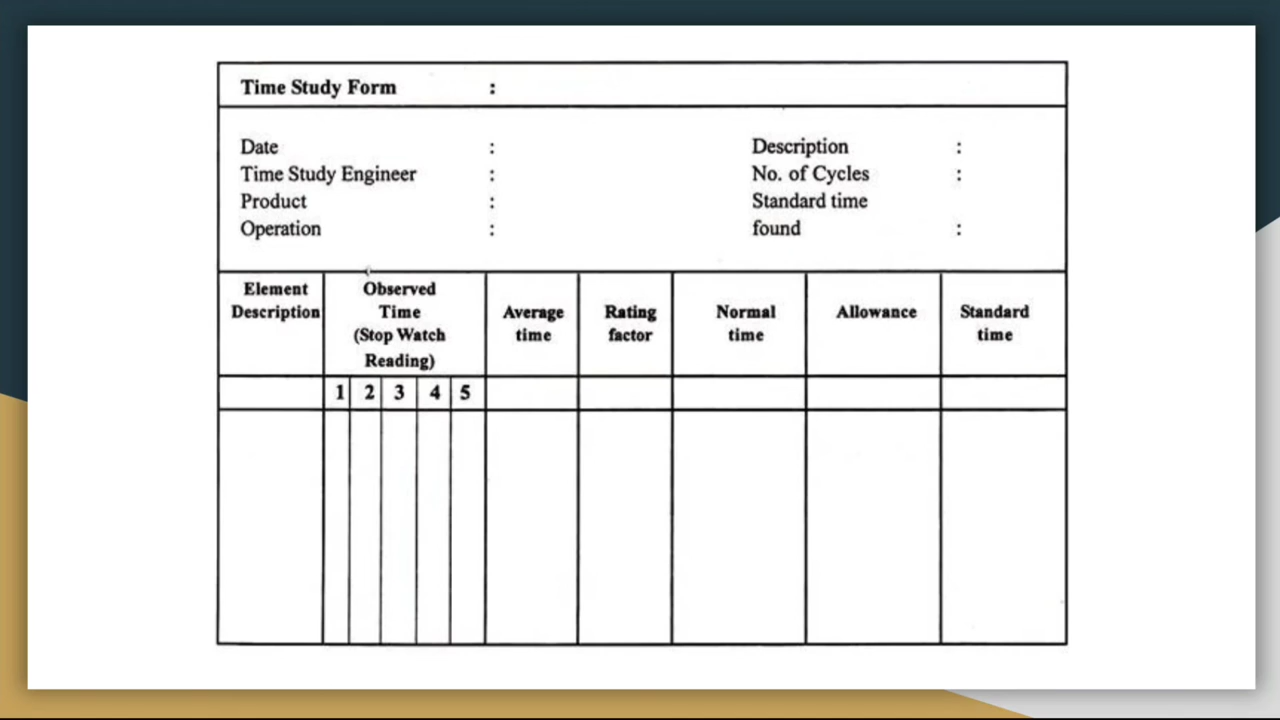 Time Study Form :
Date :
Time Study Engineer :
Product :
Operation :
Description :
No. of Cycles :
Standard time
found :
Element
Description
Observed
Time
(Stop Watch
Reading)
Average
time
Rating
factor
Normal
time
Allowance
Standard
time
1 2 3 4 5